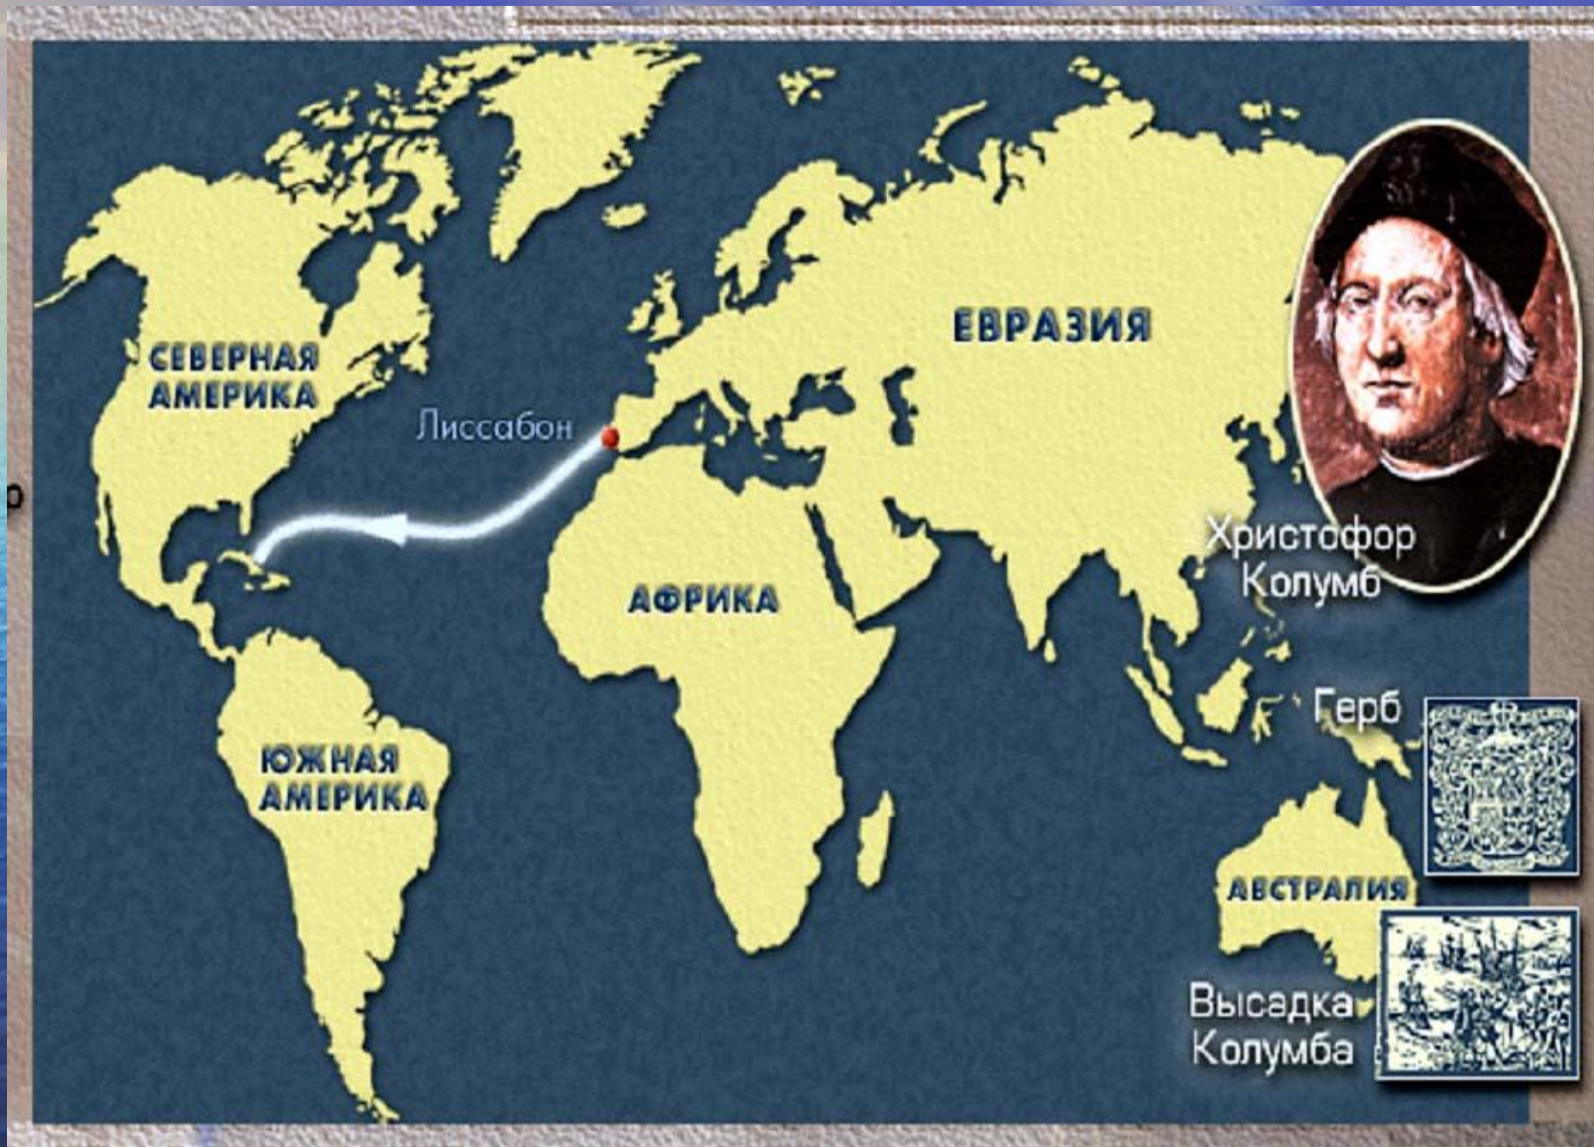 СЕВЕРНАЯ
АМЕРИКА
Лиссабон
ЕВРАЗИЯ
о
Христофор
Колумб
АФРИКА
Герб
ЮЖНАЯ
АМЕРИКА
АВСТРАЛИЯ
Высадка
Колумба